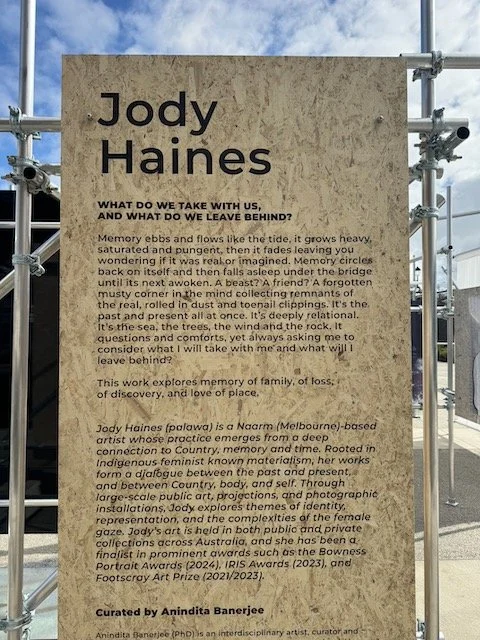 Jody
Haines
WHAT DO WE TAKE WITH US,
AND WHAT DO WE LEAVE BEHIND?
Memory ebbs and flows like the tide, it grows heavy,
saturated and pungent, then it fades leaving you
wondering if it was real or imagined. Memory circles
back on itself and then falls asleep under the bridge
until its next awoken. A beast? A friend? A forgotten
musty corner in the mind collecting remnants of
the real, rolled in dust and toenail clippings. It's the
past and present all at once. It's deeply relational.
It's the sea, the trees, the wind and the rock. It
questions and comforts, yet always asking me to
consider what I will take with me and what will I
leave behind?
This work explores memory of family, of loss,
of discovery, and love of place.
Jody Haines (palawa) is a Naarm (Melbourne)-based
artist whose practice emerges from a deep
connection to Country, memory and time. Rooted in
Indigenous feminist known materialism, her works
form a dialogue between the past and present,
and between Country, body, and self. Through
large-scale public art, projections, and photographic
installations, Jody explores themes of identity,
representation, and the complexities of the female
gaze. Jody's art is held in both public and private
collections across Australia, and she has been a
finalist in prominent awards such as the Bowness
Portrait Awards (2024), IRIS Awards (2023), and
Footscray Art Prize (2021/2023).
Curated by Anindita Banerjee
Anindita Banerjee (PhD) is an interdisciplinary artist, curator and